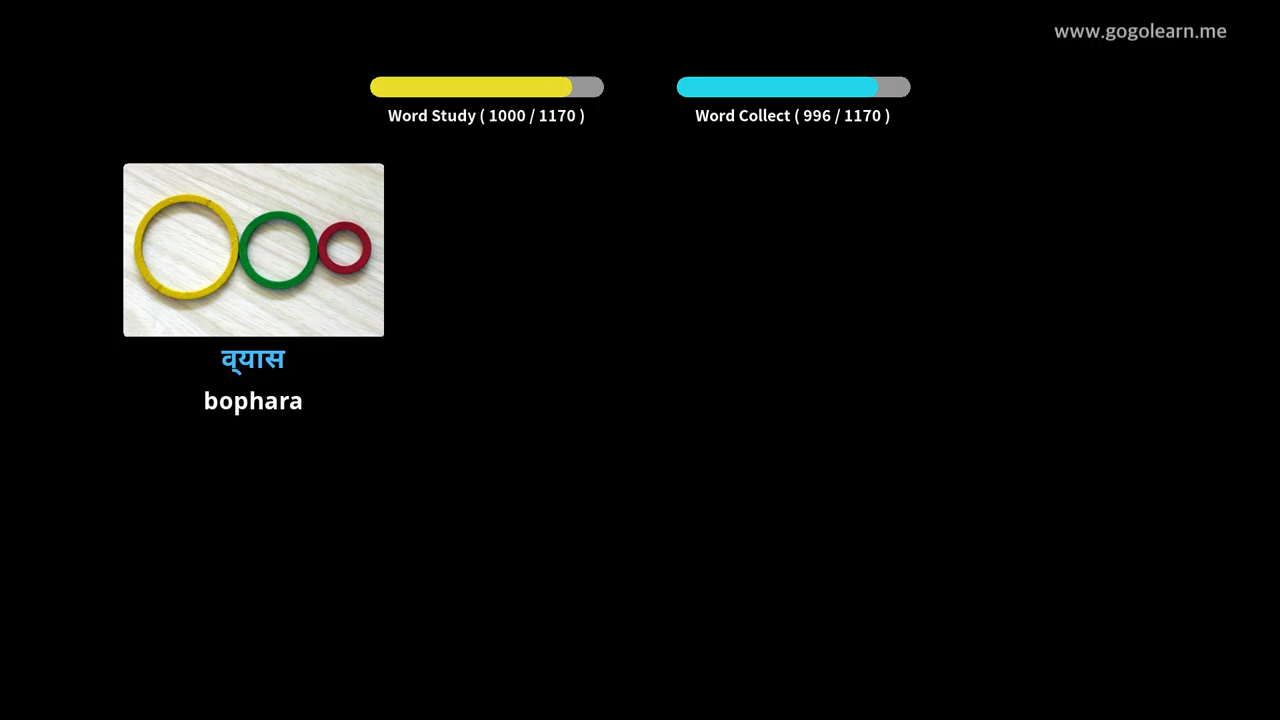 www.gogolearn.me
Word Study ( 1000 / 1170 )
Word Collect ( 996 / 1170 )
व्यास
bophara